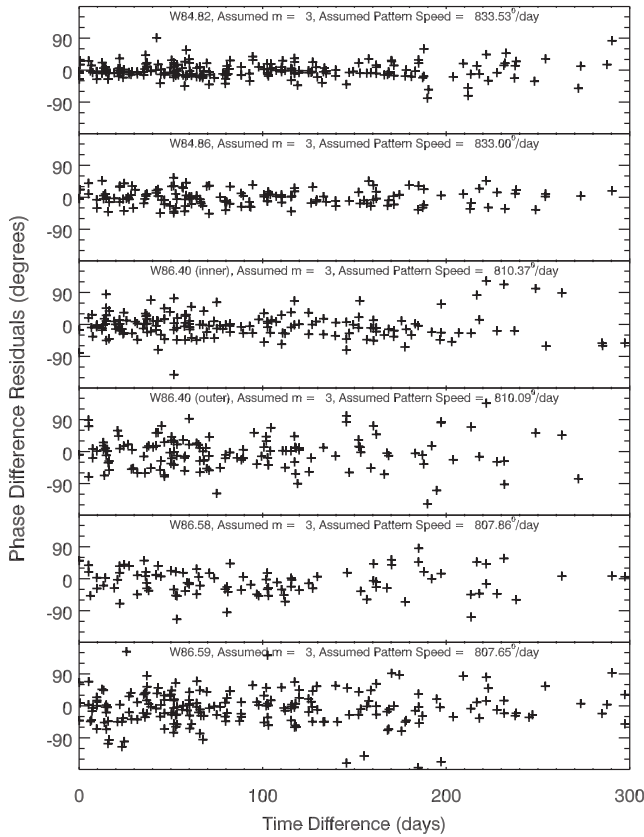 W84.82, Assumed m = 3, Assumed Pattern Speed = 833.53°/day
90
0
-90
W84.86, Assumed m = 3, Assumed Pattern Speed = 833.00°/day
90
0
-90
W86.40 (inner), Assumed m = 3, Assumed Pattern Speed = 810.37°/day
90
0
-90
W86.40 (outer), Assumed m = 3, Assumed Pattern Speed = 810.09°/day
90
0
-90
W86.58, Assumed m = 3, Assumed Pattern Speed = 807.86°/day
90
0
-90
W86.59, Assumed m = 3, Assumed Pattern Speed = 807.65°/day
90
0
-90
0 100 200 300
Time Difference (days)
Phase Difference Residuals (degrees)